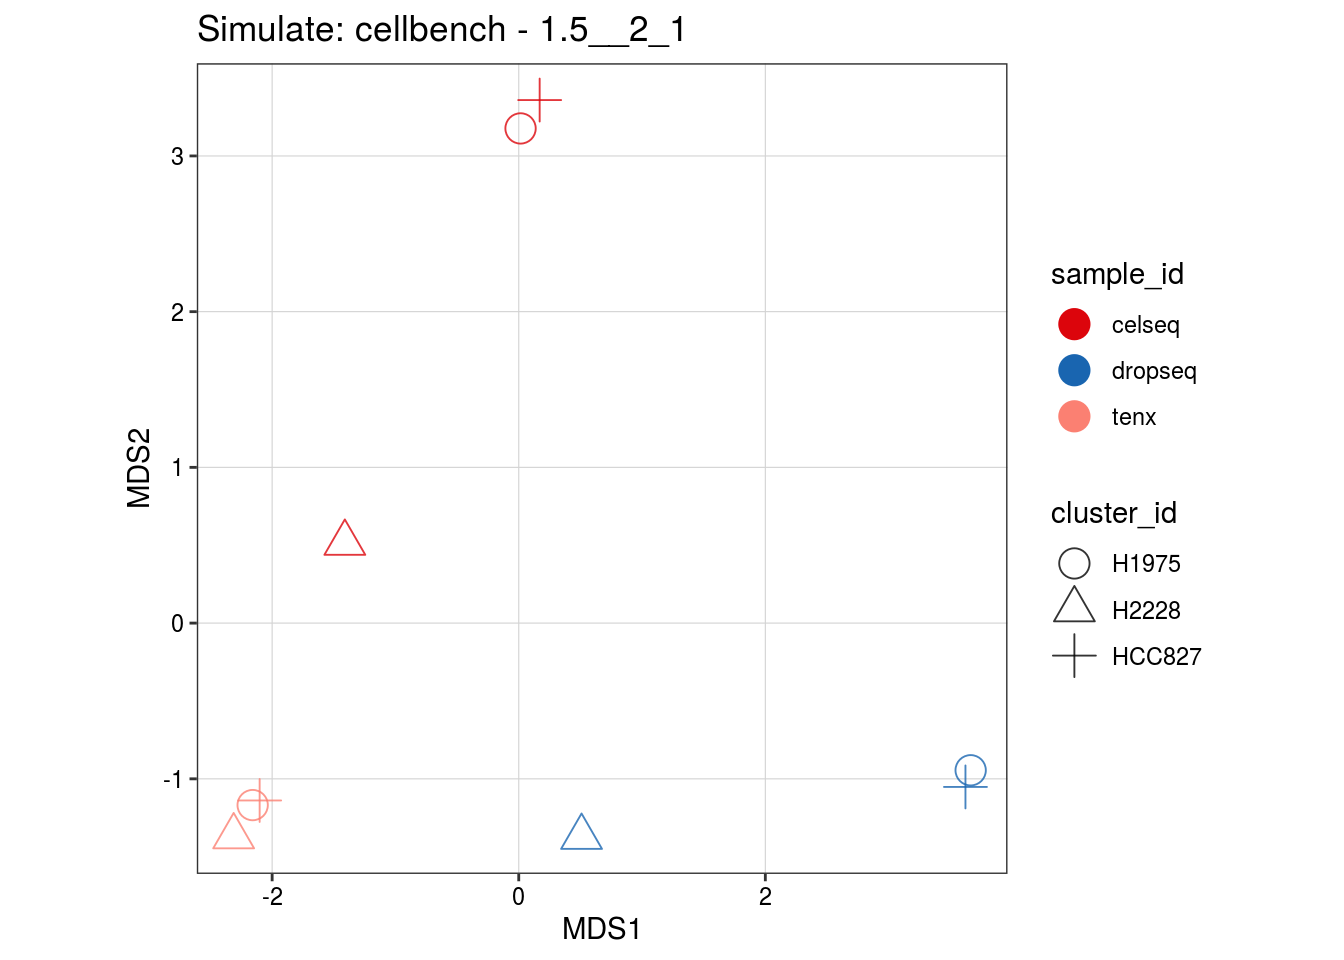 Simulate: cellbench - 1.5__2_1
3
2
1
0
-1
MDS2
-2
0
2
MDS1
sample_id
celseq
dropseq
tenx
cluster_id
H1975
H2228
HCC827